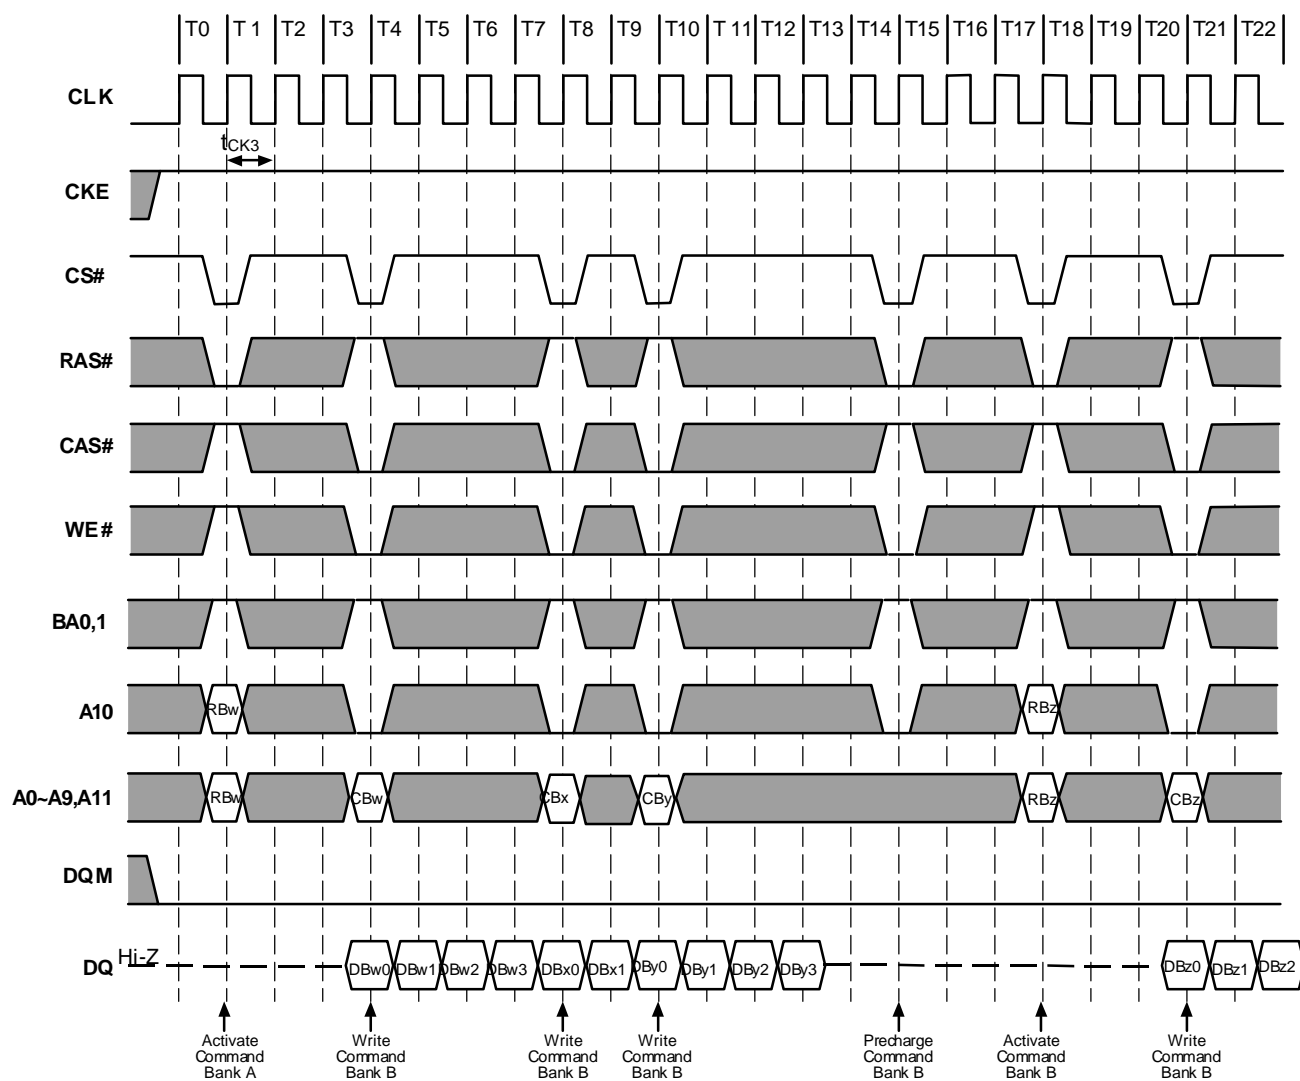 T0 T 1 T2 T3 T4 T5 T6 T7 T8 T9 T10 T 11 T12 T13 T14 T15 T16 T17 T18 T19 T20 T21 T22
CLK
tCK3
CKE
CS#
RAS#
CAS#
WE#
BA0,1
A10 RBw RBz
A0~A9,A11 RBw CBw CBx CBy RBz CBz
DQM
DQ Hi-Z DBw0 DBw1 DBw2 DBw3 DBx0 DBx1 DBy0 DBy1 DBy2 DBy3 DBz0 DBz1 DBz2
Activate
Command
Bank A
Write
Command
Bank B
Write
Command
Bank B
Write
Command
Bank B
Precharge
Command
Bank B
Activate
Command
Bank B
Write
Command
Bank B